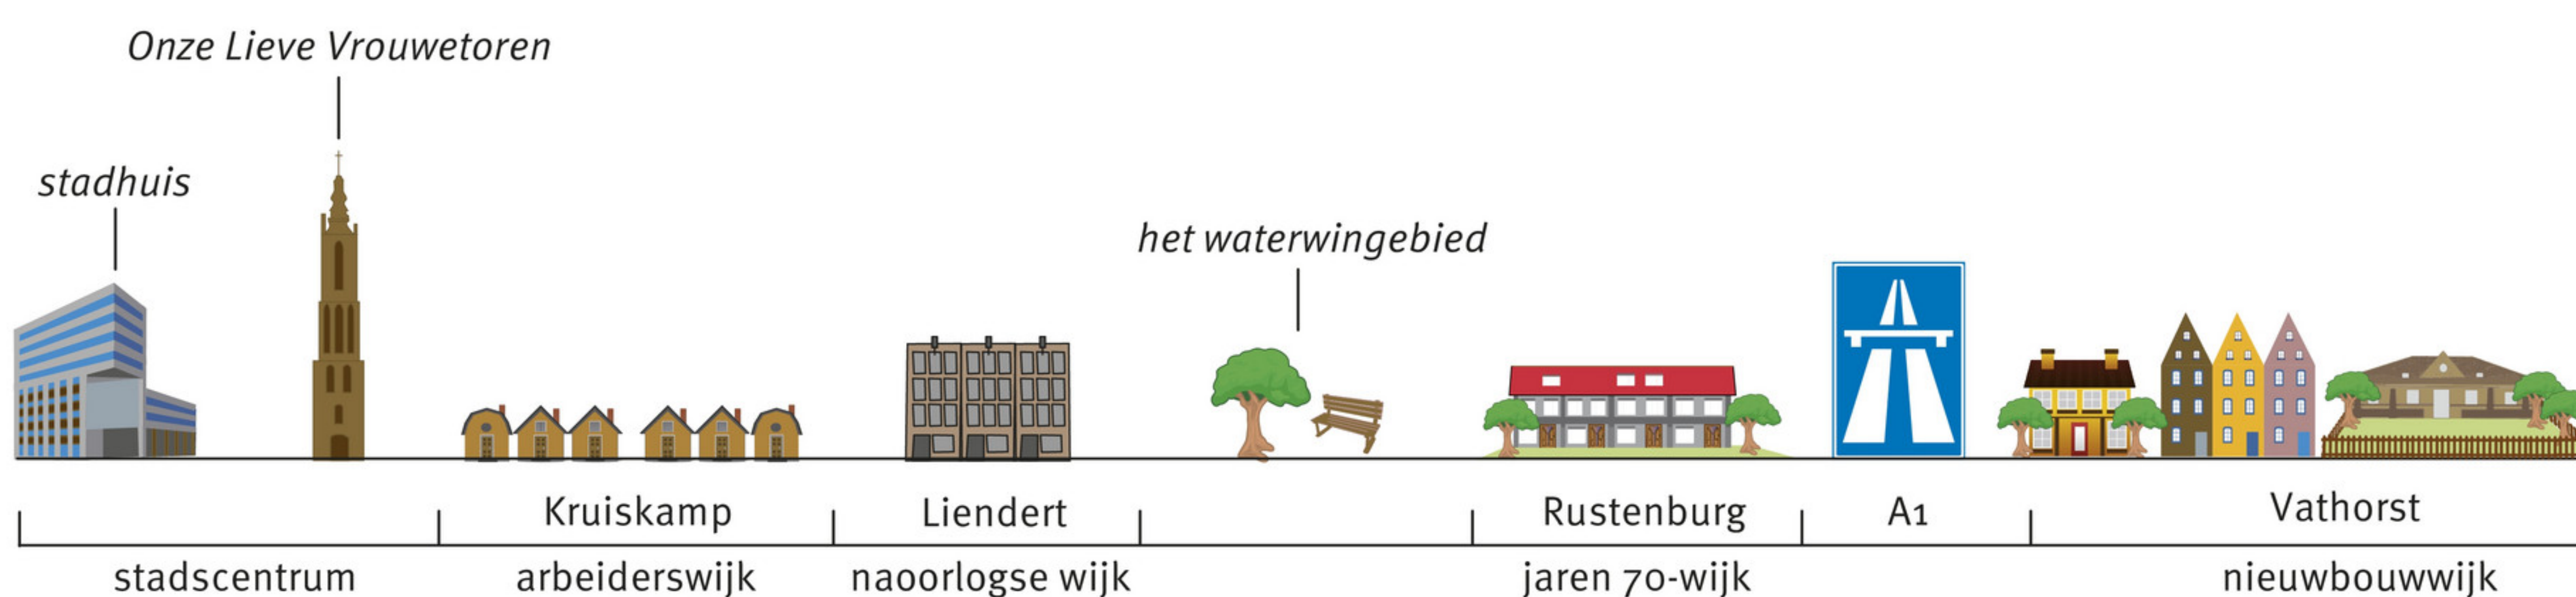 Onze Lieve Vrouwetoren
stadhuis
het waterwingebied
Kruiskamp
Liendert
Rustenburg
A1
Vathorst
stadscentrum
arbeiderswijk
naoorlogse wijk
jaren 70-wijk
nieuwbouwwijk